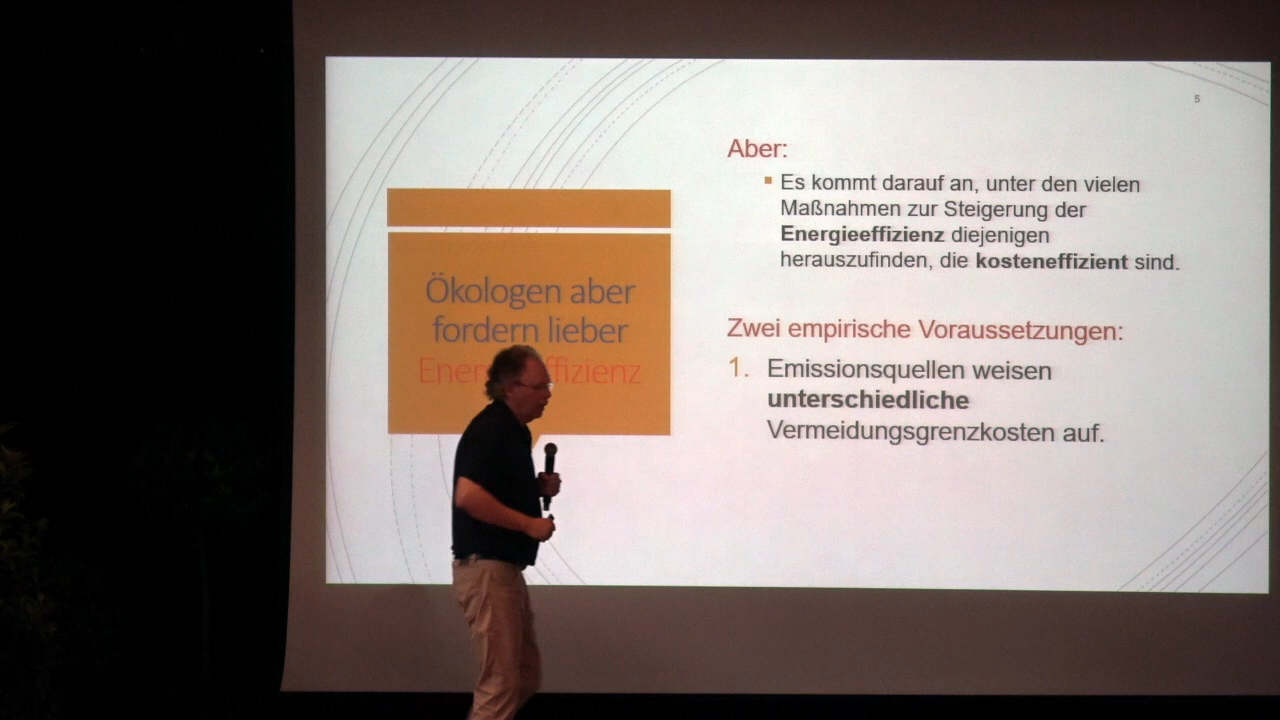 5
Ökologen aber
fordern lieber
Aber:
▪ Es kommt darauf an, unter den vielen
Maßnahmen zur Steigerung der
Energieeffizienz diejenigen
herauszufinden, die kosteneffizient sind.
Zwei empirische Voraussetzungen:
1. Emissionsquellen weisen
unterschiedliche
Vermeidungsgrenzkosten auf.